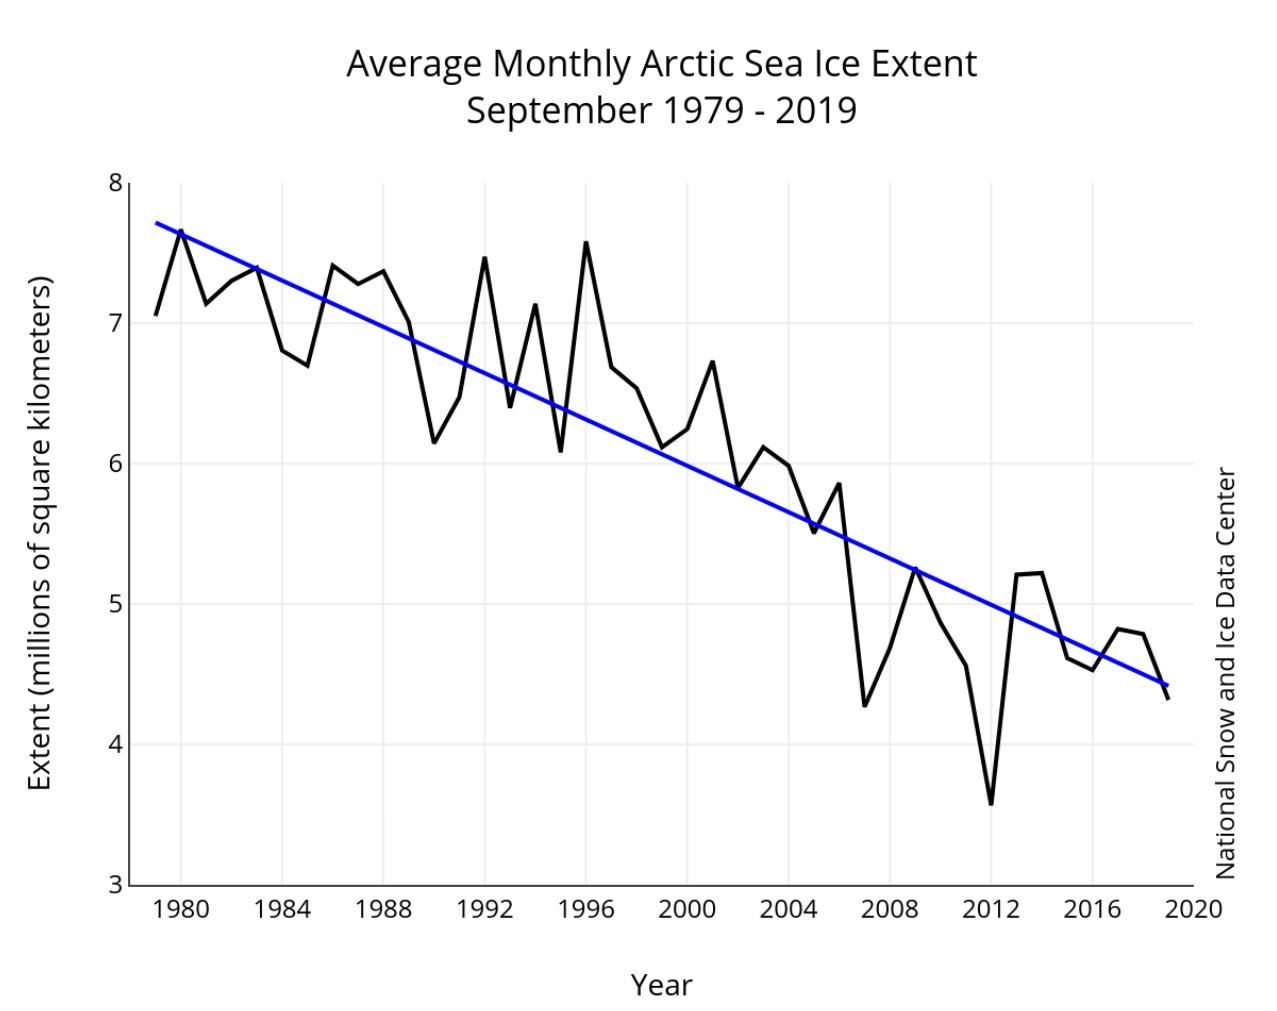 Average Monthly Arctic Sea Ice Extent
September 1979 - 2019
Extent (millions of square kilometers)
8
7
6
5
4
3
1980 1984 1988 1992 1996 2000 2004 2008 2012 2016 2020
Year
National Snow and Ice Data Center